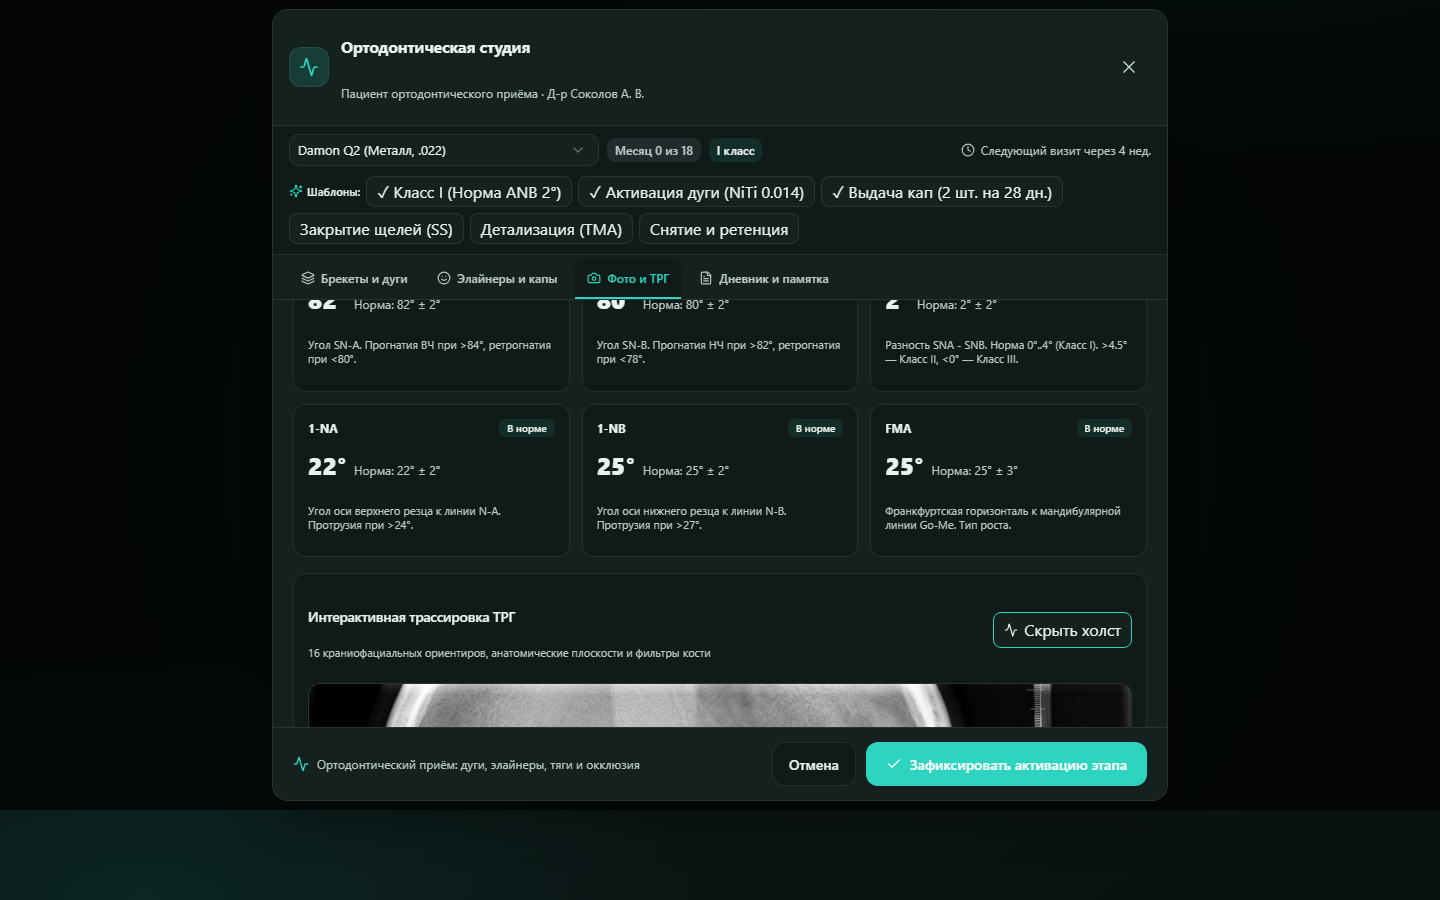 Ортодонтическая студия
Пациент ортодонтического приёма · Д-р Соколов А. В.
Damon Q2 (Металл, .022)
Месяц 0 из 18
I класс
Следующий визит через 4 нед.
Шаблоны:
✓ Класс I (Норма ANB 2°)
✓ Активация дуги (NiTi 0.014)
✓ Выдача кап (2 шт. на 28 дн.)
Закрытие щелей (SS)
Детализация (TMA)
Снятие и ретенция
Брекеты и дуги
Элайнеры и капы
Фото и ТРГ
Дневник и памятка
82° Норма: 82° ± 2°
Угол SN-A. Прогнатия ВЧ при >84°, ретрогнатия
при <80°.
80° Норма: 80° ± 2°
Угол SN-B. Прогнатия НЧ при >82°, ретрогнатия
при <78°.
2° Норма: 2° ± 2°
Разность SNA - SNB. Норма 0°..4° (Класс I). >4.5°
— Класс II, <0° — Класс III.
1-NA
В норме
22° Норма: 22° ± 2°
Угол оси верхнего резца к линии N-A.
Протрузия при >24°.
1-NB
В норме
25° Норма: 25° ± 2°
Угол оси нижнего резца к линии N-B.
Протрузия при >27°.
FMA
В норме
25° Норма: 25° ± 3°
Франкфуртская горизонталь к мандибулярной
линии Go-Me. Тип роста.
Интерактивная трассировка ТРГ
16 краниофациальных ориентиров, анатомические плоскости и фильтры кости
Скрыть холст
Ортодонтический приём: дуги, элайнеры, тяги и окклюзия
Отмена
Зафиксировать активацию этапа